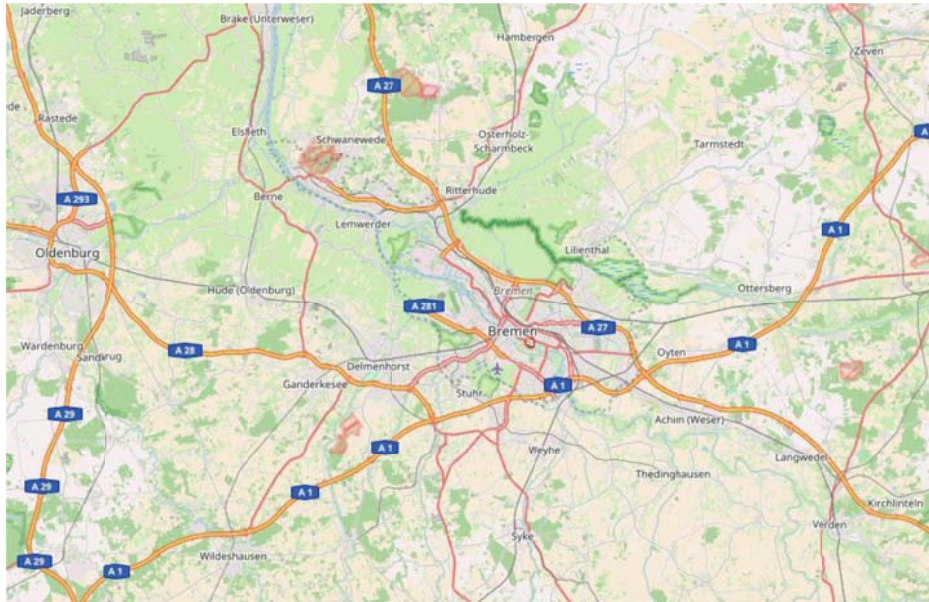 Jaderberg
Brake (Unterweser)
Hambergen
Zeven
A 27
ede
Rastede
Elsfleth
Schwanewede
Osterholz-
Scharmbeck
Tarmstedt
A
A 293
Berne
Ritterhude
Lemwerder
A 1
Oldenburg
Lilienthal
Hude (Oldenburg)
Bremen
Ottersberg
A 281
Bremen
A 27
Wardenburg
Sandkrug
A 28
Delmenhorst
Oyten
A 1
Ganderkesee
Stuhr
A 1
A 29
Achim (Weser)
A 1
Weyhe
Langwedel
Thedinghausen
A 29
A 1
Kirchlinteln
Verden
Syke
Wildeshausen
A 29
A 1